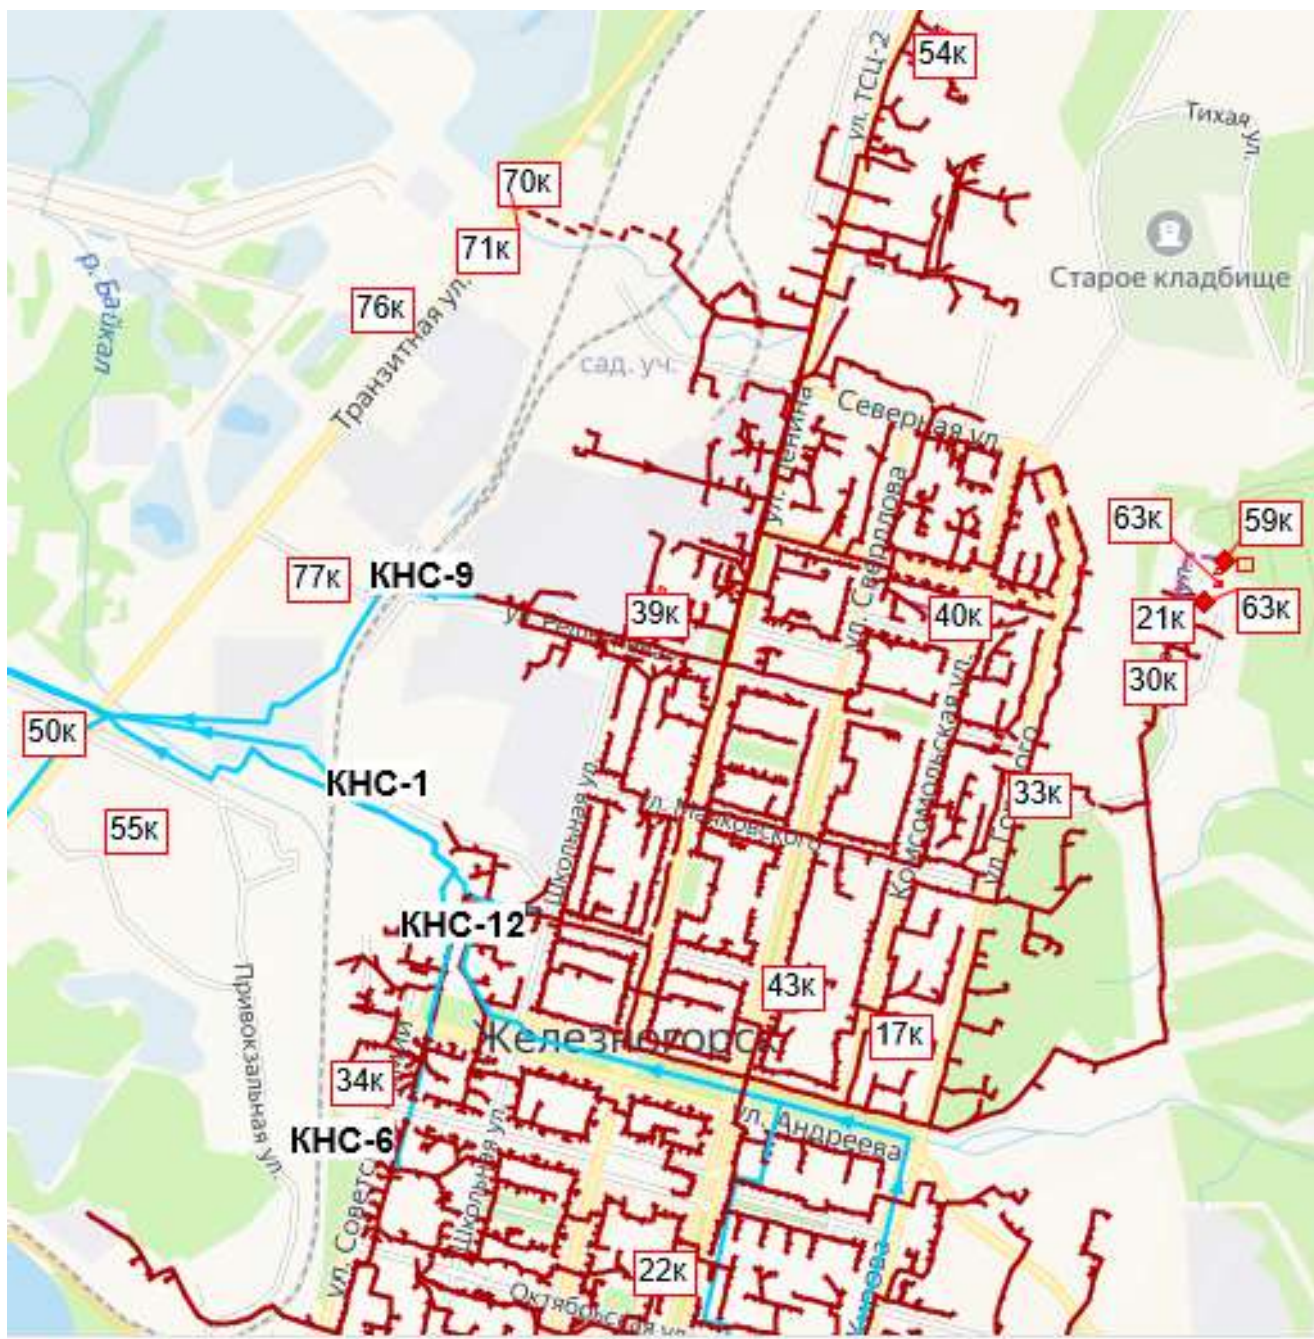 54к
ул. ТСЦ-2
Тихая ул.
70к
71к
р. Байкал
76к
Старое кладбище
Транзитная ул.
сад. уч.
Северная ул.
ул. Ленина
ул. Свердлова
63к
59к
77к
КНС-9
39к
40к
21к
63к
30к
50к
КНС-1
Школьная ул.
ул. Маяковского
Комсомольская ул.
33к
55к
КНС-12
43к
Железногорск
17к
Привокзальная ул.
34к
ул. Андреева
КНС-6
ул. Советс
Школьная ул.
22к
Октябрьская ул.